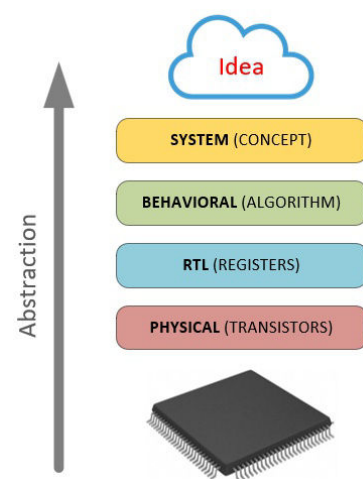 Idea
SYSTEM (CONCEPT)
BEHAVIORAL (ALGORITHM)
RTL (REGISTERS)
PHYSICAL (TRANSISTORS)
Abstraction